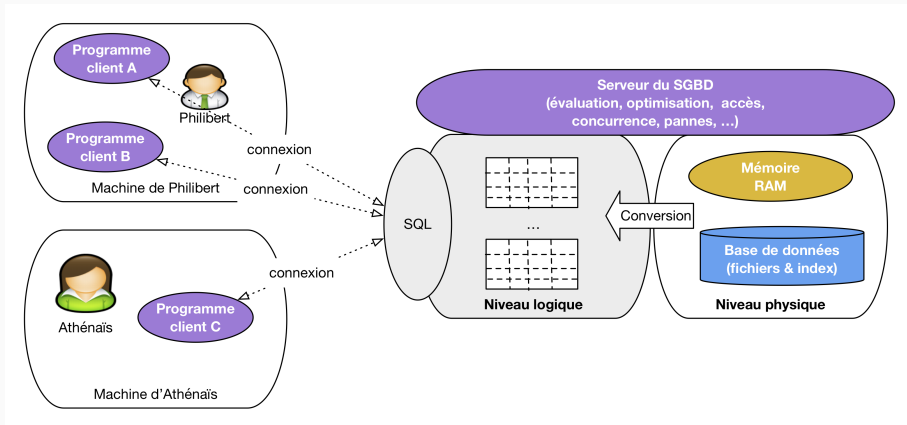 Programme
client A
Philibert
Programme
client B
Machine de Philibert
connexion
connexion
Athénaïs
Programme
client C
connexion
Machine d'Athénaïs
Serveur du SGBD
(évaluation, optimisation, accès,
concurrence, pannes, ...)
SQL
...
Niveau logique
Conversion
Mémoire
RAM
Base de données
(fichiers & index)
Niveau physique